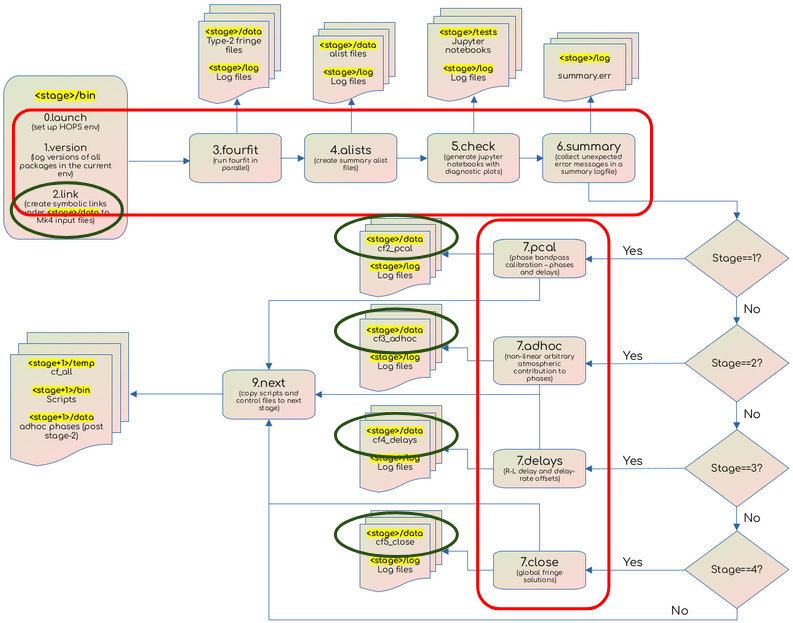 <stage>/data
Type-2 fringe
files
<stage>/log
Log files
<stage>/data
alist files
<stage>/log
Log files
<stage>/tests
Jupyter
notebooks
<stage>/log
Log files
<stage>/log
summary.err
<stage>/bin
0.launch
(set up HOPS env)
1.version
(log versions of all
packages in the current
env)
2.link
(create symbolic links
under <stage>/data to
Mk4 input files)
3.fourfit
(run fourfit in
parallel)
4.alists
(create summary alist
files)
5.check
(generate jupyter
notebooks with
diagnostic plots)
6.summary
(collect unexpected
error messages in a
summary logfile)
<stage>/data
cf2_pcal
<stage>/log
Log files
7.pcal
(phase bandpass
calibration – phases
and delays)
Yes
Stage==1?
No
<stage>/data
cf3_adhoc
<stage>/log
Log files
7.adhoc
(non-linear arbitrary
atmospheric
contribution to
phases)
Yes
Stage==2?
No
<stage+1>/temp
cf_all
<stage+1>/bin
Scripts
<stage+1>/data
adhoc phases (post
stage-2)
9.next
(copy scripts and
control files to next
stage)
<stage>/data
cf4_delays
<stage>/log
Log files
7.delays
(R-L delay and delay-
rate offsets)
Yes
Stage==3?
No
<stage>/data
cf5_close
<stage>/log
Log files
7.close
(global fringe
solutions)
Yes
Stage==4?
No